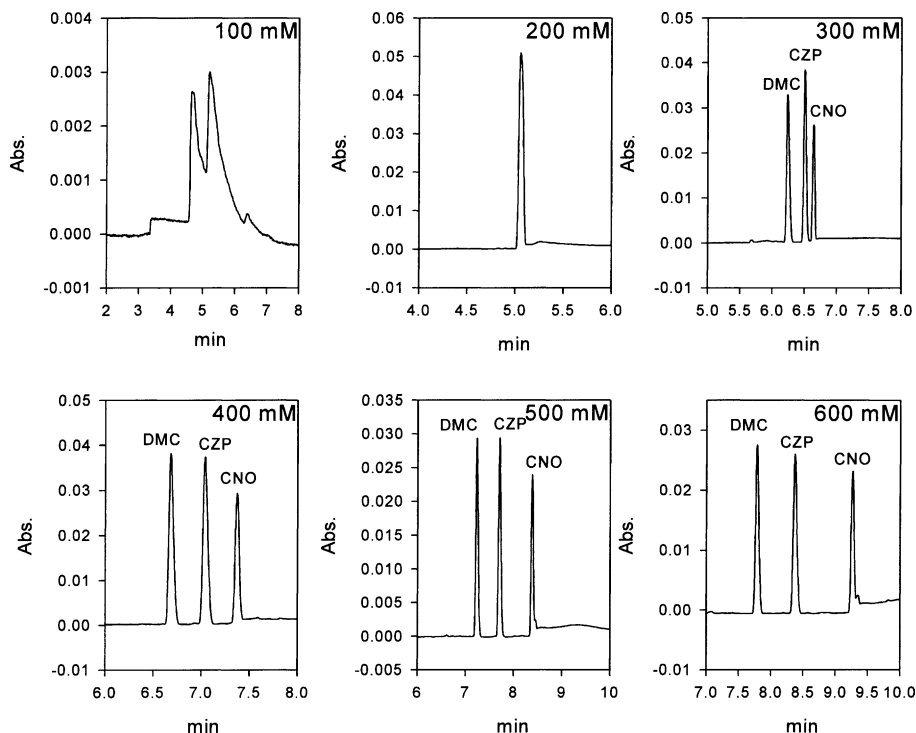 100 mM
0.004
0.003
0.002
0.001
0.000
-0.001
Abs.
2 3 4 5 6 7 8
min
200 mM
0.06
0.05
0.04
0.03
0.02
0.01
0.00
-0.01
Abs.
4.0 4.5 5.0 5.5 6.0
min
300 mM
CZP
DMC
CNO
0.05
0.04
0.03
0.02
0.01
0.00
-0.01
Abs.
5.0 5.5 6.0 6.5 7.0 7.5 8.0
min
400 mM
DMC CZP
CNO
0.05
0.04
0.03
0.02
0.01
0.00
-0.01
Abs.
6.0 6.5 7.0 7.5 8.0
min
500 mM
DMC CZP
CNO
0.035
0.030
0.025
0.020
0.015
0.010
0.005
0.000
-0.005
Abs.
6 7 8 9 10
min
600 mM
DMC
CZP
CNO
0.03
0.02
0.01
0.00
-0.01
Abs.
7.0 7.5 8.0 8.5 9.0 9.5 10.0
min